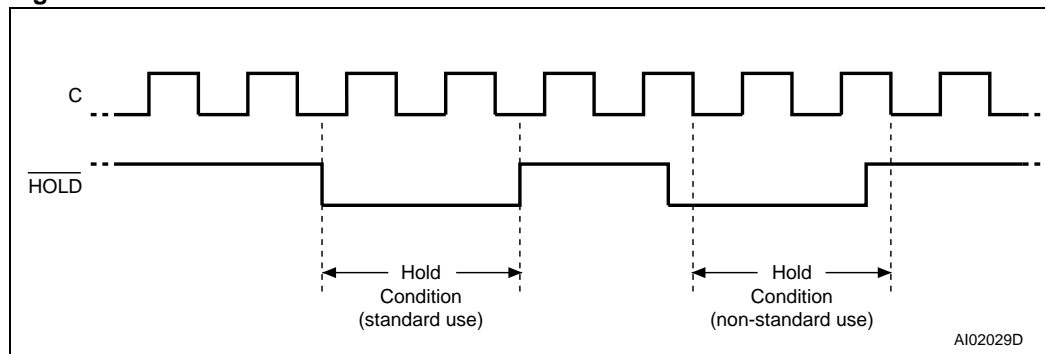 C
HOLD
Hold
Condition
(standard use)
Hold
Condition
(non-standard use)
AI02029D